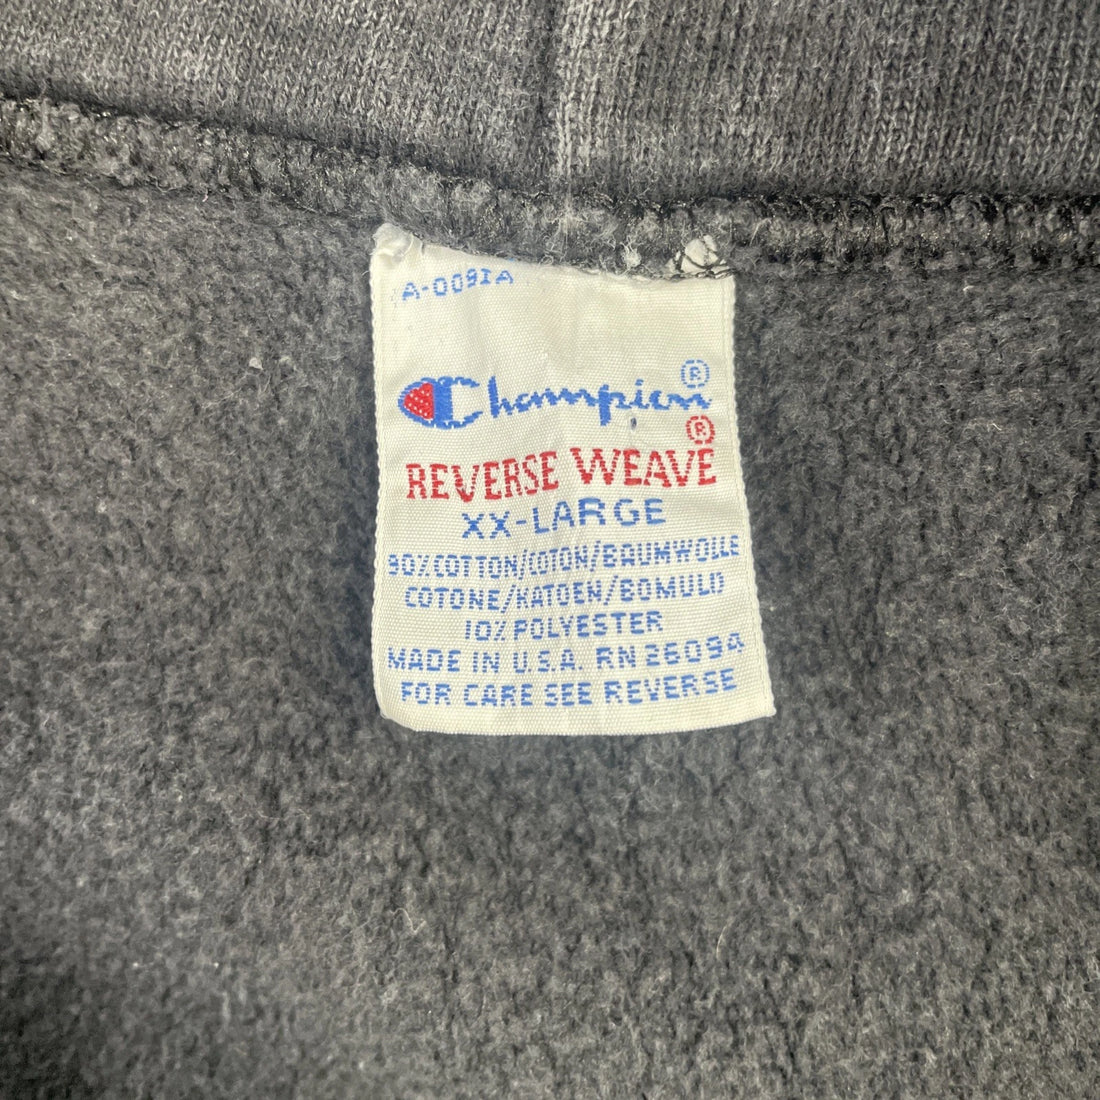 A-0091A
Champion®
®
REVERSE WEAVE
XX-LARGE
90% COTTON/COTON/BAUMWOLLE
COTONE/KATOEN/BOMULD
10% POLYESTER
MADE IN U.S.A. RN 26094
FOR CARE SEE REVERSE